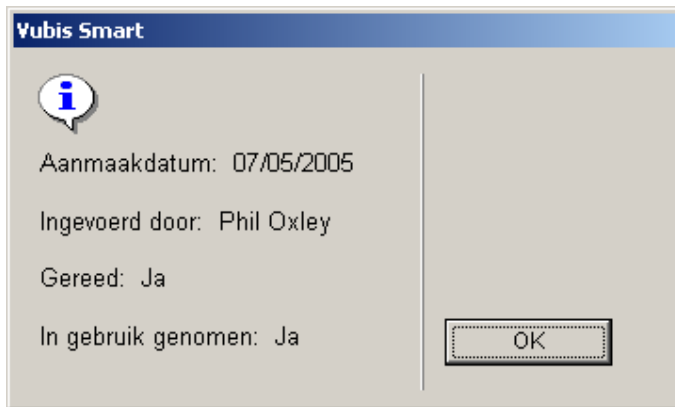 Vubis Smart
Aanmaakdatum: 07/05/2005
Ingevoerd door: Phil Oxley
Gereed: Ja
In gebruik genomen: Ja
OK